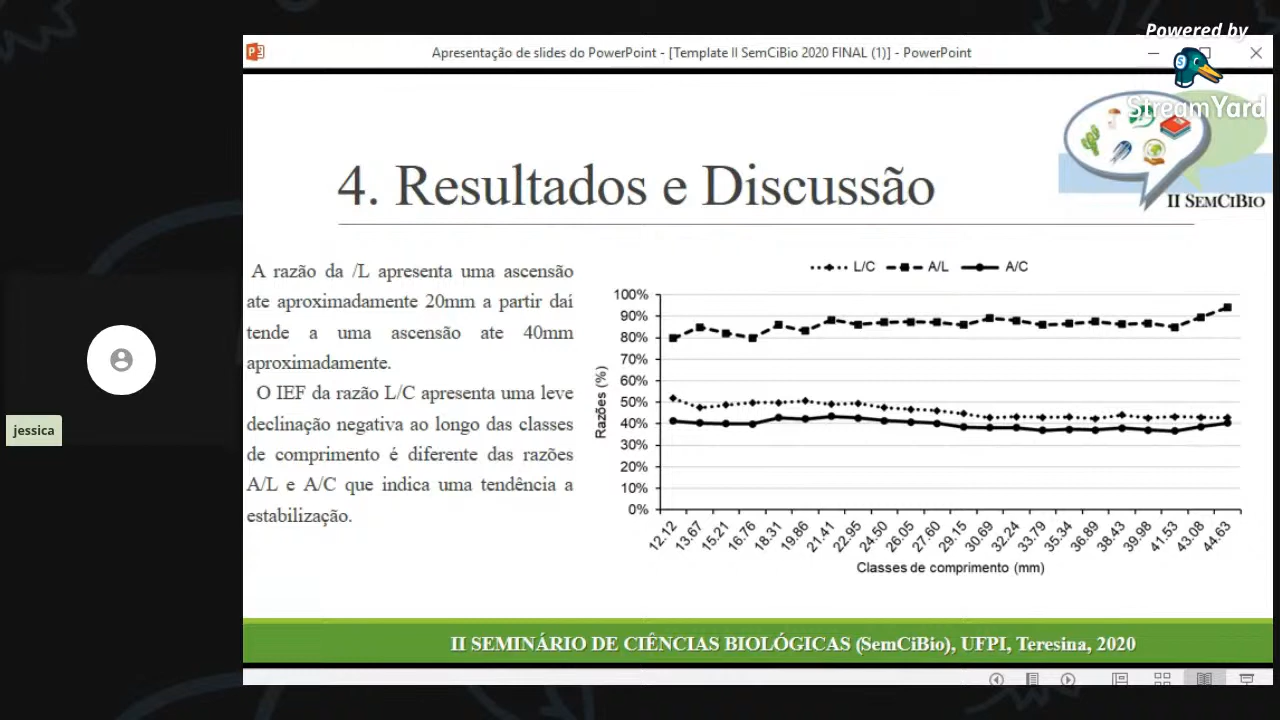 Powered by
StreamYard
Apresentação de slides do PowerPoint - [Template II SemCiBio 2020 FINAL (1)] - PowerPoint
II SEMCIBIO
4. Resultados e Discussão
A razão da /L apresenta uma ascensão
ate aproximadamente 20mm a partir daí
tende a uma ascensão ate 40mm
aproximadamente.
O IEF da razão L/C apresenta uma leve
declinação negativa ao longo das classes
de comprimento é diferente das razões
A/L e A/C que indica uma tendência a
estabilização.
L/C A/L A/C
100%
90%
80%
70%
60%
50%
40%
30%
20%
10%
0%
Razões (%)
12.12 13.67 15.21 16.76 18.31 19.86 21.41 22.95 24.50 26.05 27.60 29.15 30.69 32.24 33.79 35.34 36.89 38.43 39.98 41.53 43.08 44.63
Classes de comprimento (mm)
jessica
II SEMINÁRIO DE CIÊNCIAS BIOLÓGICAS (SemCiBio), UFPI, Teresina, 2020